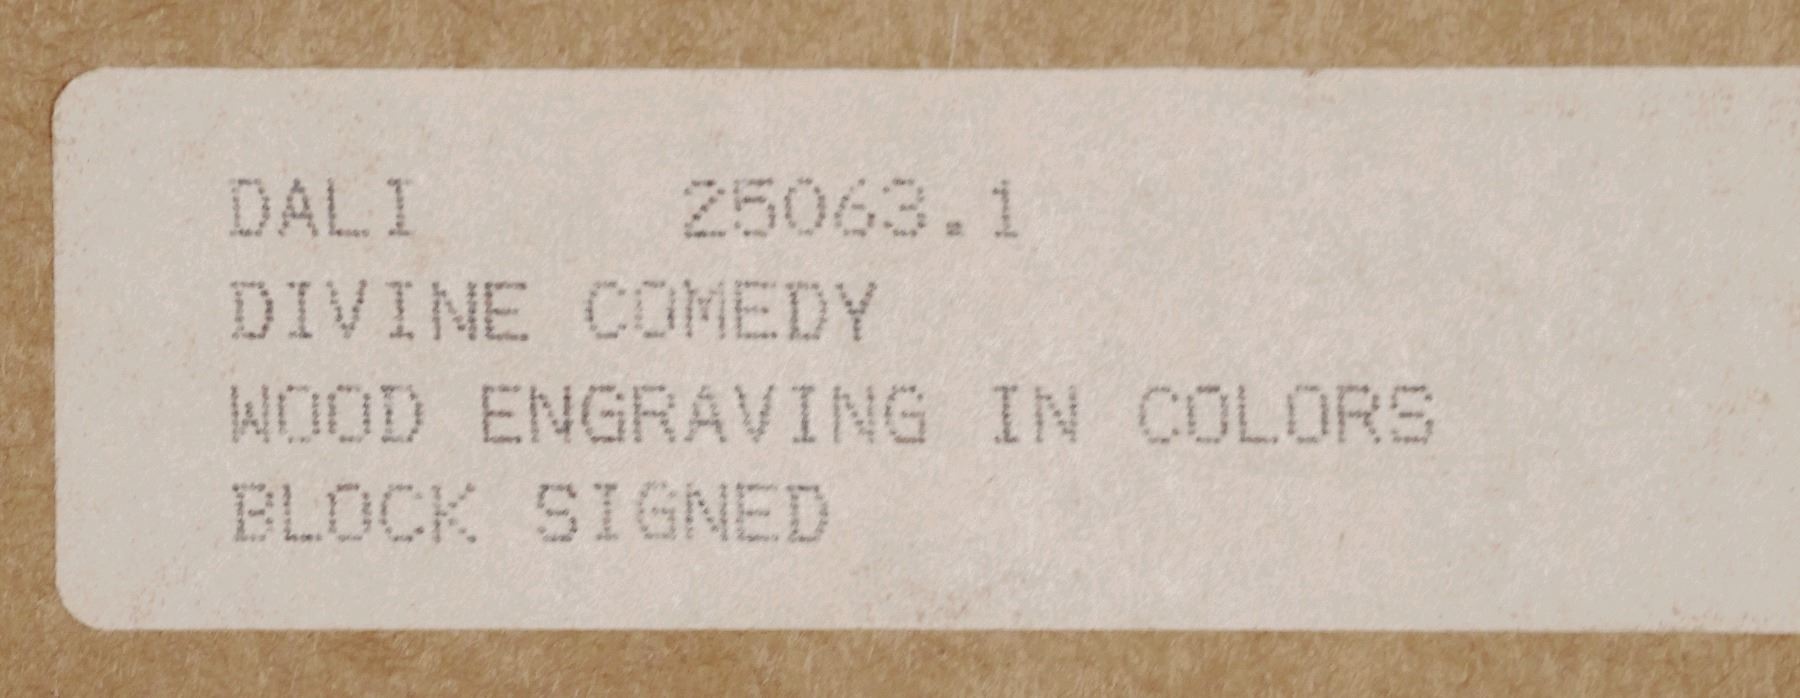 DALI 25063.1
DIVINE COMEDY
WOOD ENGRAVING IN COLORS
BLOCK SIGNED